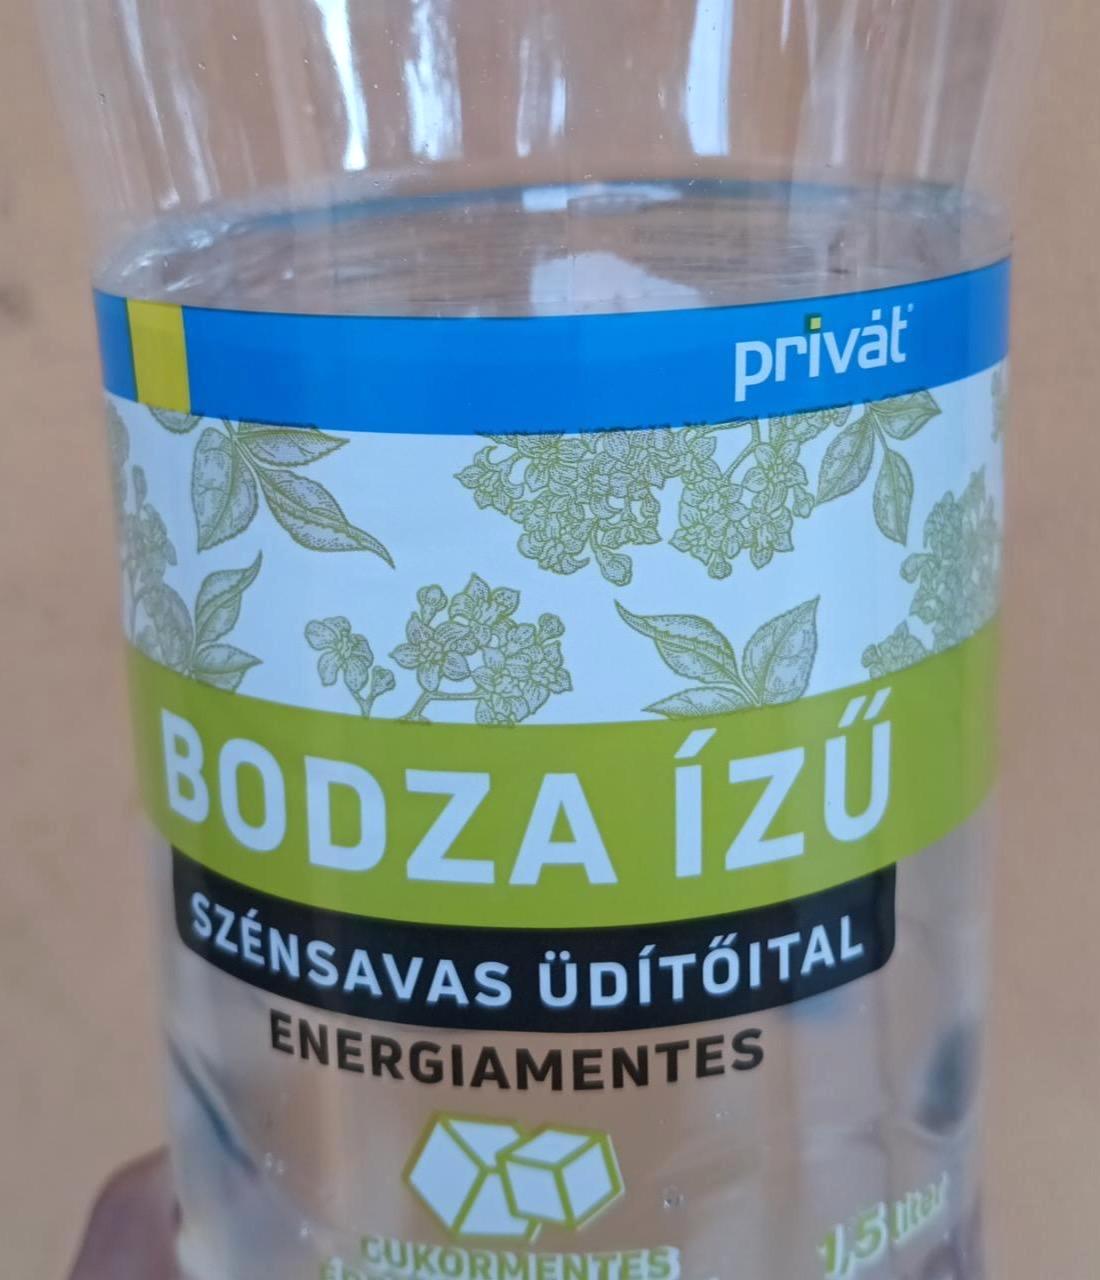 privát
BODZA ÍZŰ
SZÉNSAVAS ÜDÍTŐITAL
ENERGIAMENTES
CUKORMENTES
1,5 liter